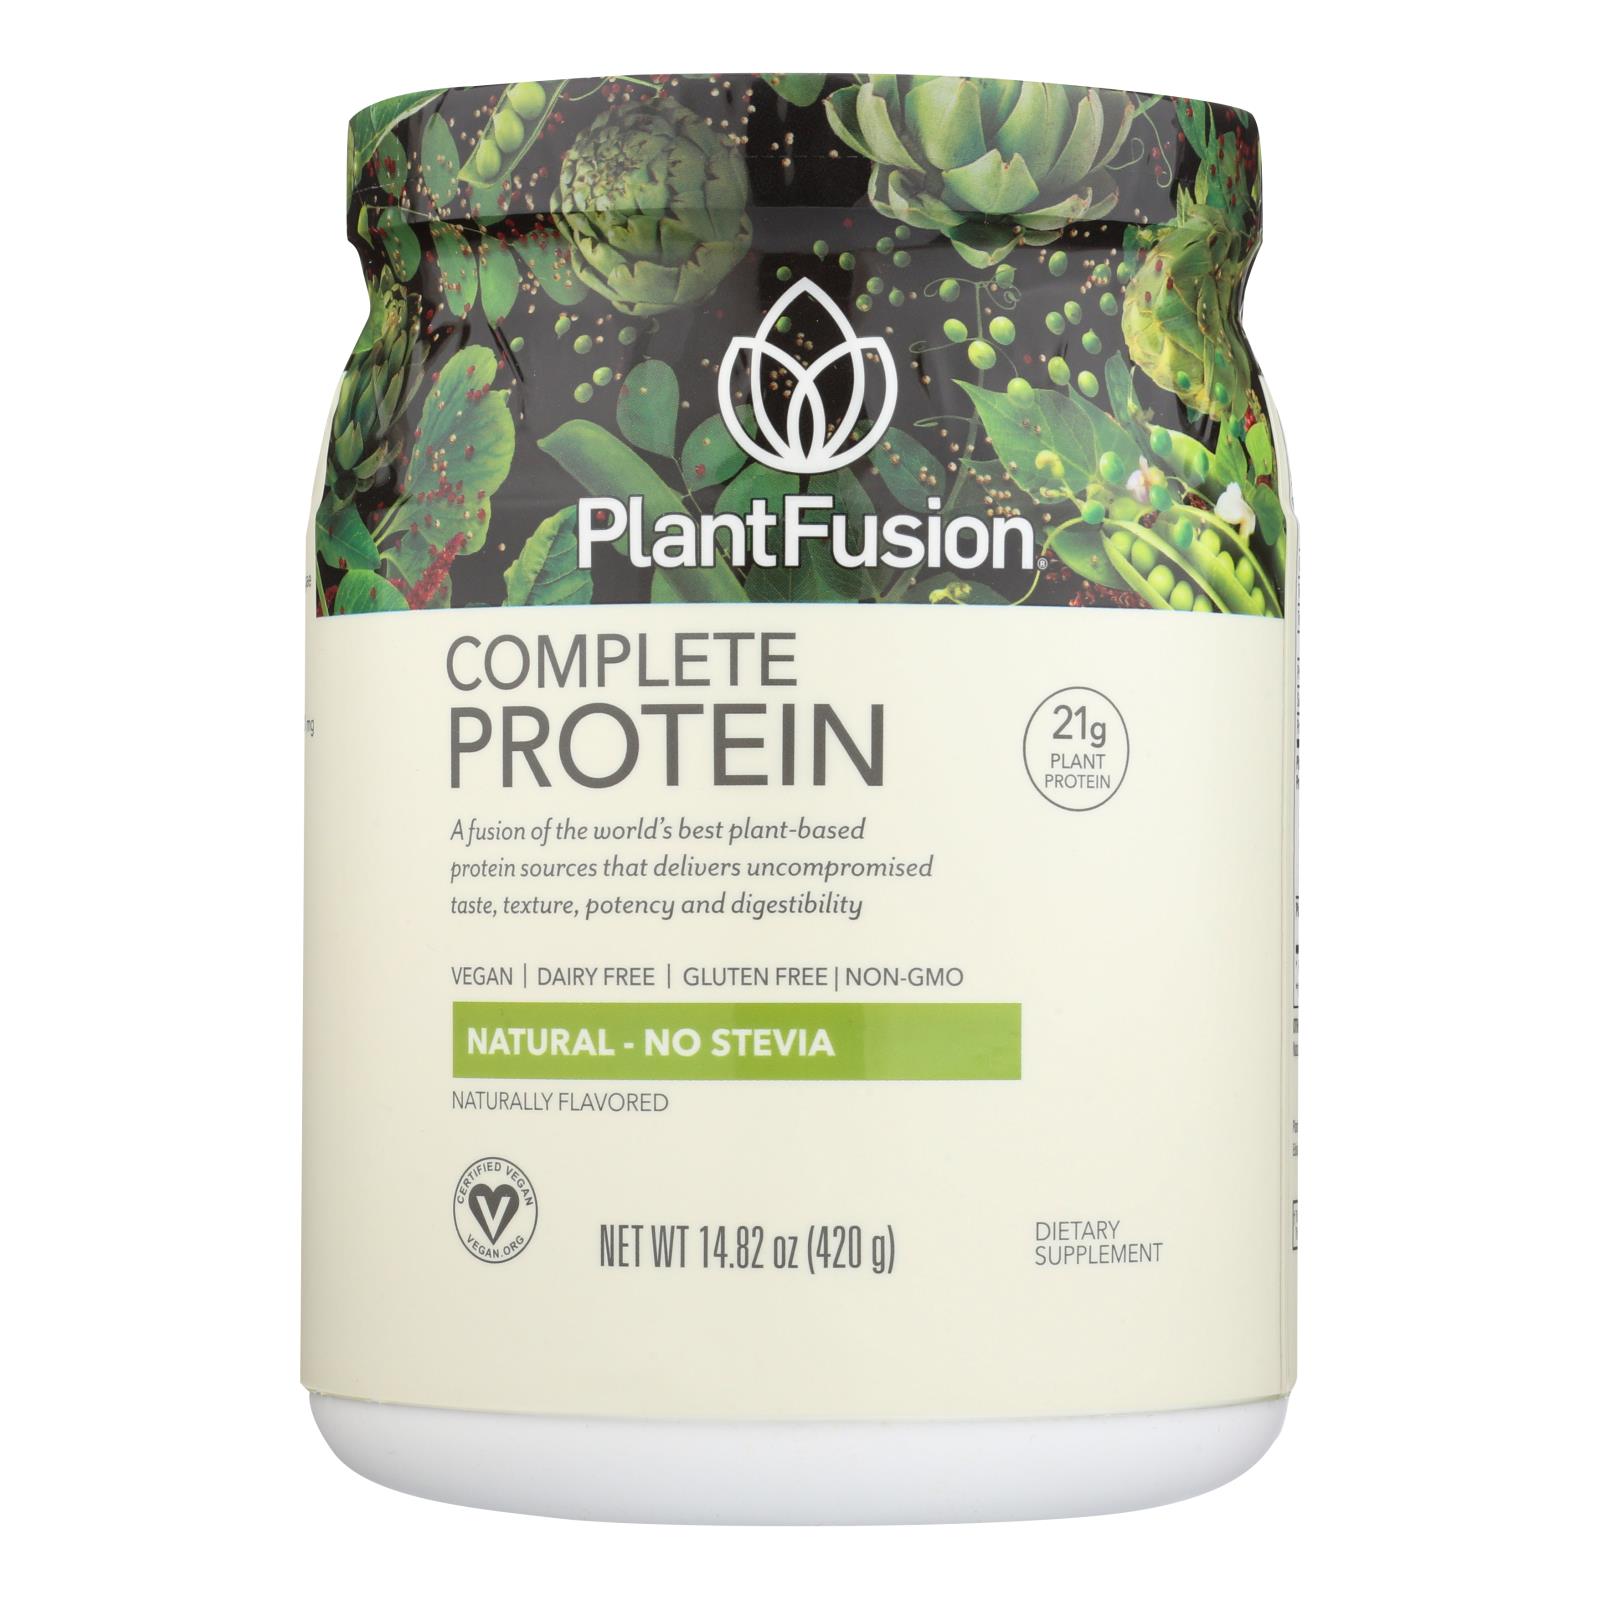 PlantFusion®
COMPLETE
PROTEIN
21g
PLANT
PROTEIN
A fusion of the world's best plant-based
protein sources that delivers uncompromised
taste, texture, potency and digestibility
VEGAN | DAIRY FREE | GLUTEN FREE | NON-GMO
NATURAL - NO STEVIA
NATURALLY FLAVORED
CERTIFIED VEGAN
V
VEGAN.ORG
NET WT 14.82 oz (420 g)
DIETARY
SUPPLEMENT
mg